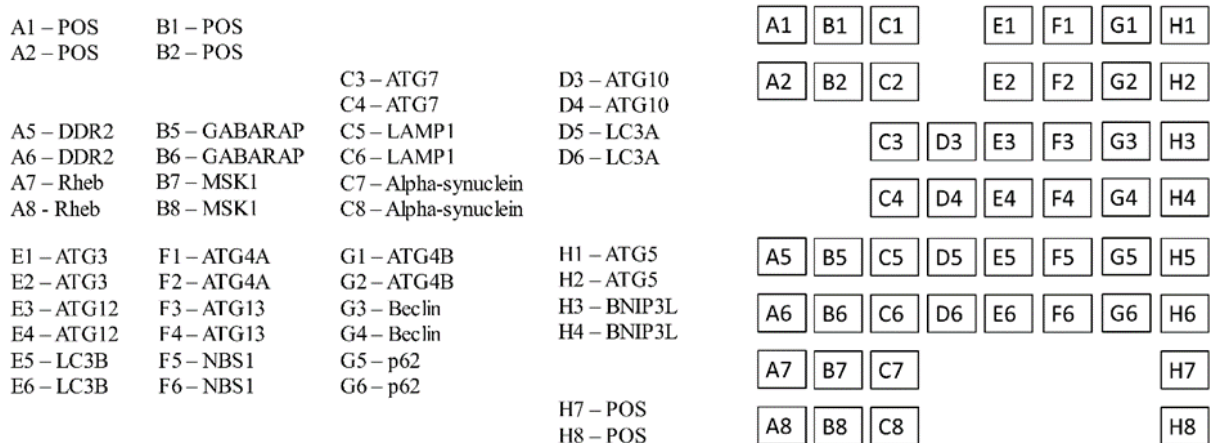 A1 – POS B1 – POS
A2 – POS B2 – POS
C3 – ATG7 D3 – ATG10
C4 – ATG7 D4 – ATG10
A5 – DDR2 B5 – GABARAP C5 – LAMP1 D5 – LC3A
A6 – DDR2 B6 – GABARAP C6 – LAMP1 D6 – LC3A
A7 – Rheb B7 – MSK1 C7 – Alpha-synuclein
A8 - Rheb B8 – MSK1 C8 – Alpha-synuclein
E1 – ATG3 F1 – ATG4A G1 – ATG4B H1 – ATG5
E2 – ATG3 F2 – ATG4A G2 – ATG4B H2 – ATG5
E3 – ATG12 F3 – ATG13 G3 – Beclin H3 – BNIP3L
E4 – ATG12 F4 – ATG13 G4 – Beclin H4 – BNIP3L
E5 – LC3B F5 – NBS1 G5 – p62
E6 – LC3B F6 – NBS1 G6 – p62
H7 – POS
H8 – POS
A1 B1 C1 E1 F1 G1 H1
A2 B2 C2 E2 F2 G2 H2
C3 D3 E3 F3 G3 H3
C4 D4 E4 F4 G4 H4
A5 B5 C5 D5 E5 F5 G5 H5
A6 B6 C6 D6 E6 F6 G6 H6
A7 B7 C7 H7
A8 B8 C8 H8